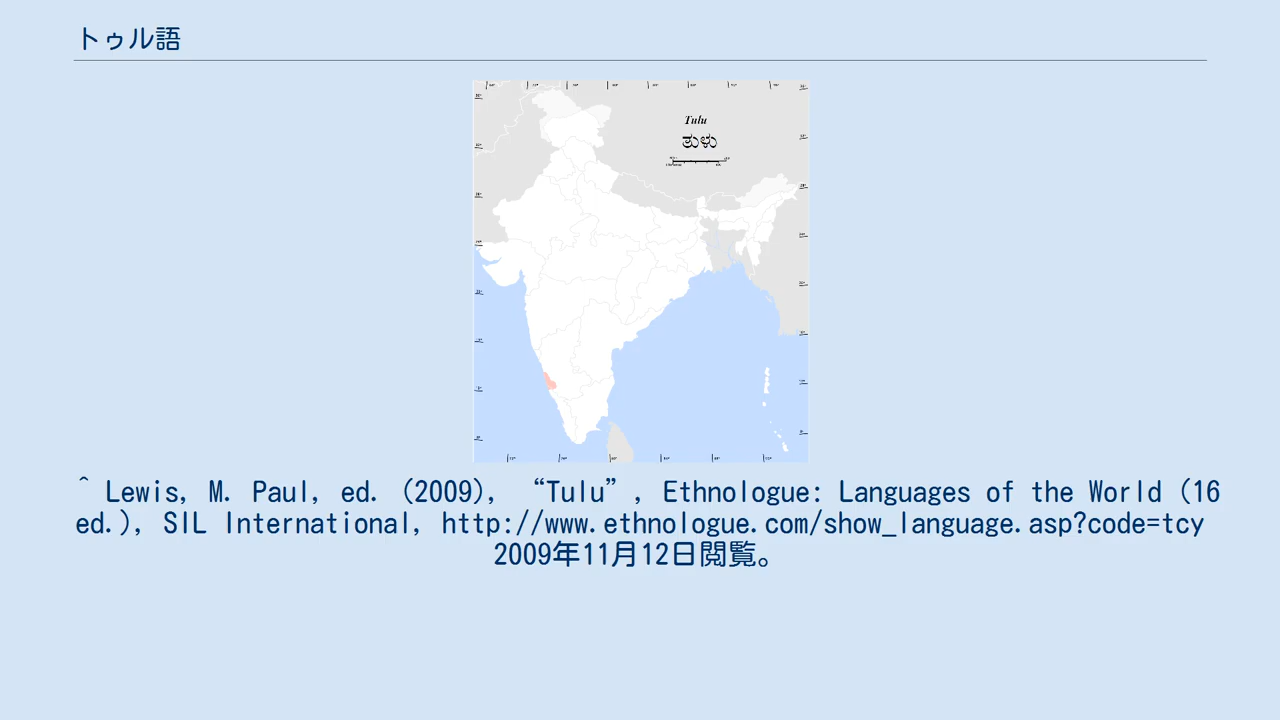 トゥル語
Tulu
ತುಳು
^ Lewis, M. Paul, ed. (2009), “Tulu”, Ethnologue: Languages of the World (16
ed.), SIL International, http://www.ethnologue.com/show_language.asp?code=tcy
2009年11月12日閲覧。